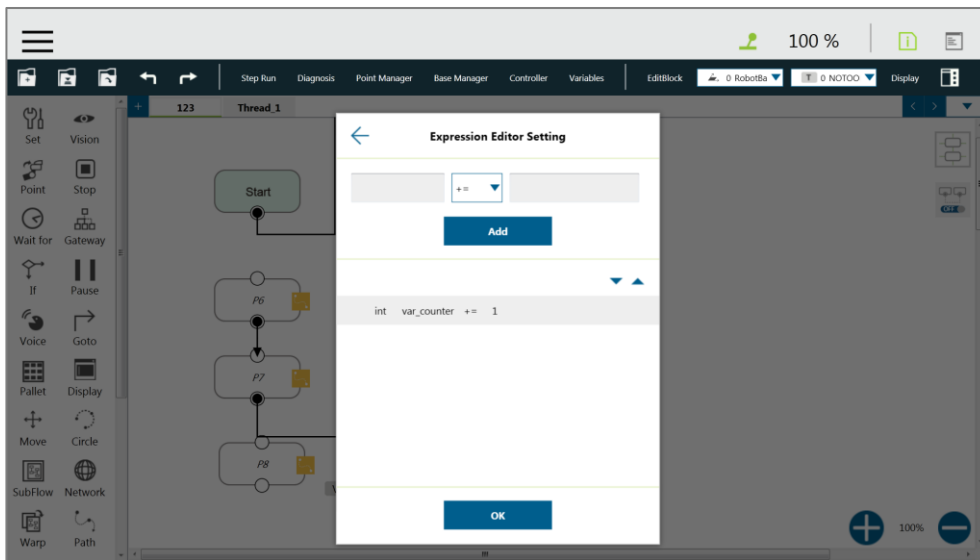 100 %
Step Run Diagnosis Point Manager Base Manager Controller Variables EditBlock 0 RobotBa T 0 NOTOO Display
+ 123 Thread_1
Expression Editor Setting
Set Vision
+=
Point Stop
Start
Add
Wait for Gateway
If Pause
P6
int var_counter += 1
Voice Goto
P7
Pallet Display
Move Circle
P8
SubFlow Network
OK
100%
Warp Path
OFF